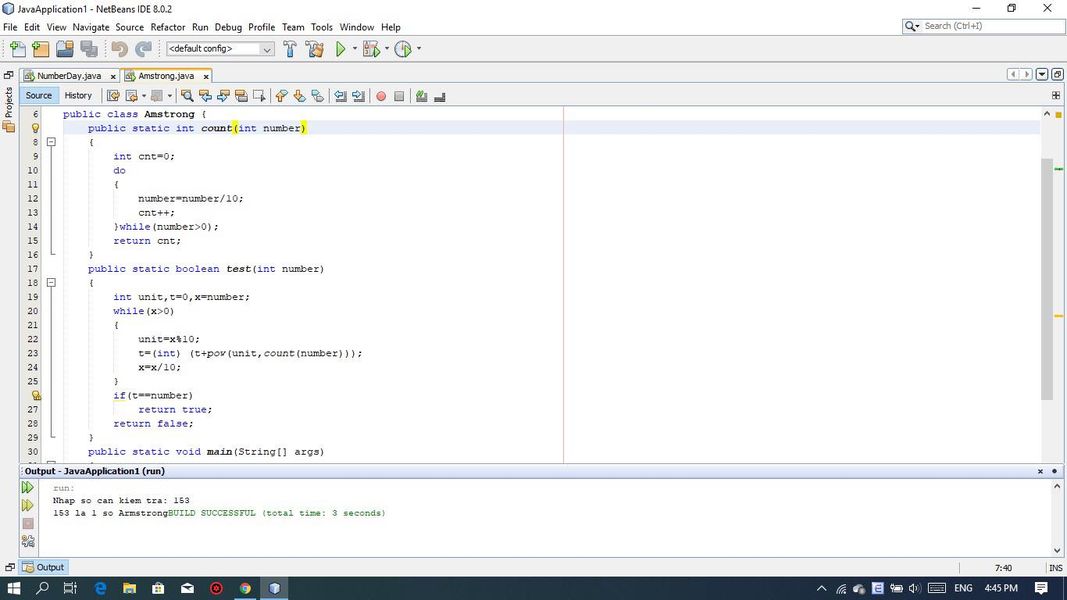 JavaApplication1 - NetBeans IDE 8.0.2
File Edit View Navigate Source Refactor Run Debug Profile Team Tools Window Help
Search (Ctrl+I)
<default config>
NumberDay.java
Amstrong.java
Projects
Source History
6 public class Amstrong {
public static int count(int number)
8 {
9 int cnt=0;
10 do
11 {
12 number=number/10;
13 cnt++;
14 }while(number>0);
15 return cnt;
16 }
17 public static boolean test(int number)
18 {
19 int unit,t=0,x=number;
20 while(x>0)
21 {
22 unit=x%10;
23 t=(int) (t+pow(unit,count(number)));
24 x=x/10;
25 }
if(t==number)
27 return true;
28 return false;
29 }
30 public static void main(String[] args)
Output - JavaApplication1 (run)
run:
Nhap so can kiem tra: 153
153 la 1 so ArmstrongBUILD SUCCESSFUL (total time: 3 seconds)
Output
7:40 INS
ENG 4:45 PM